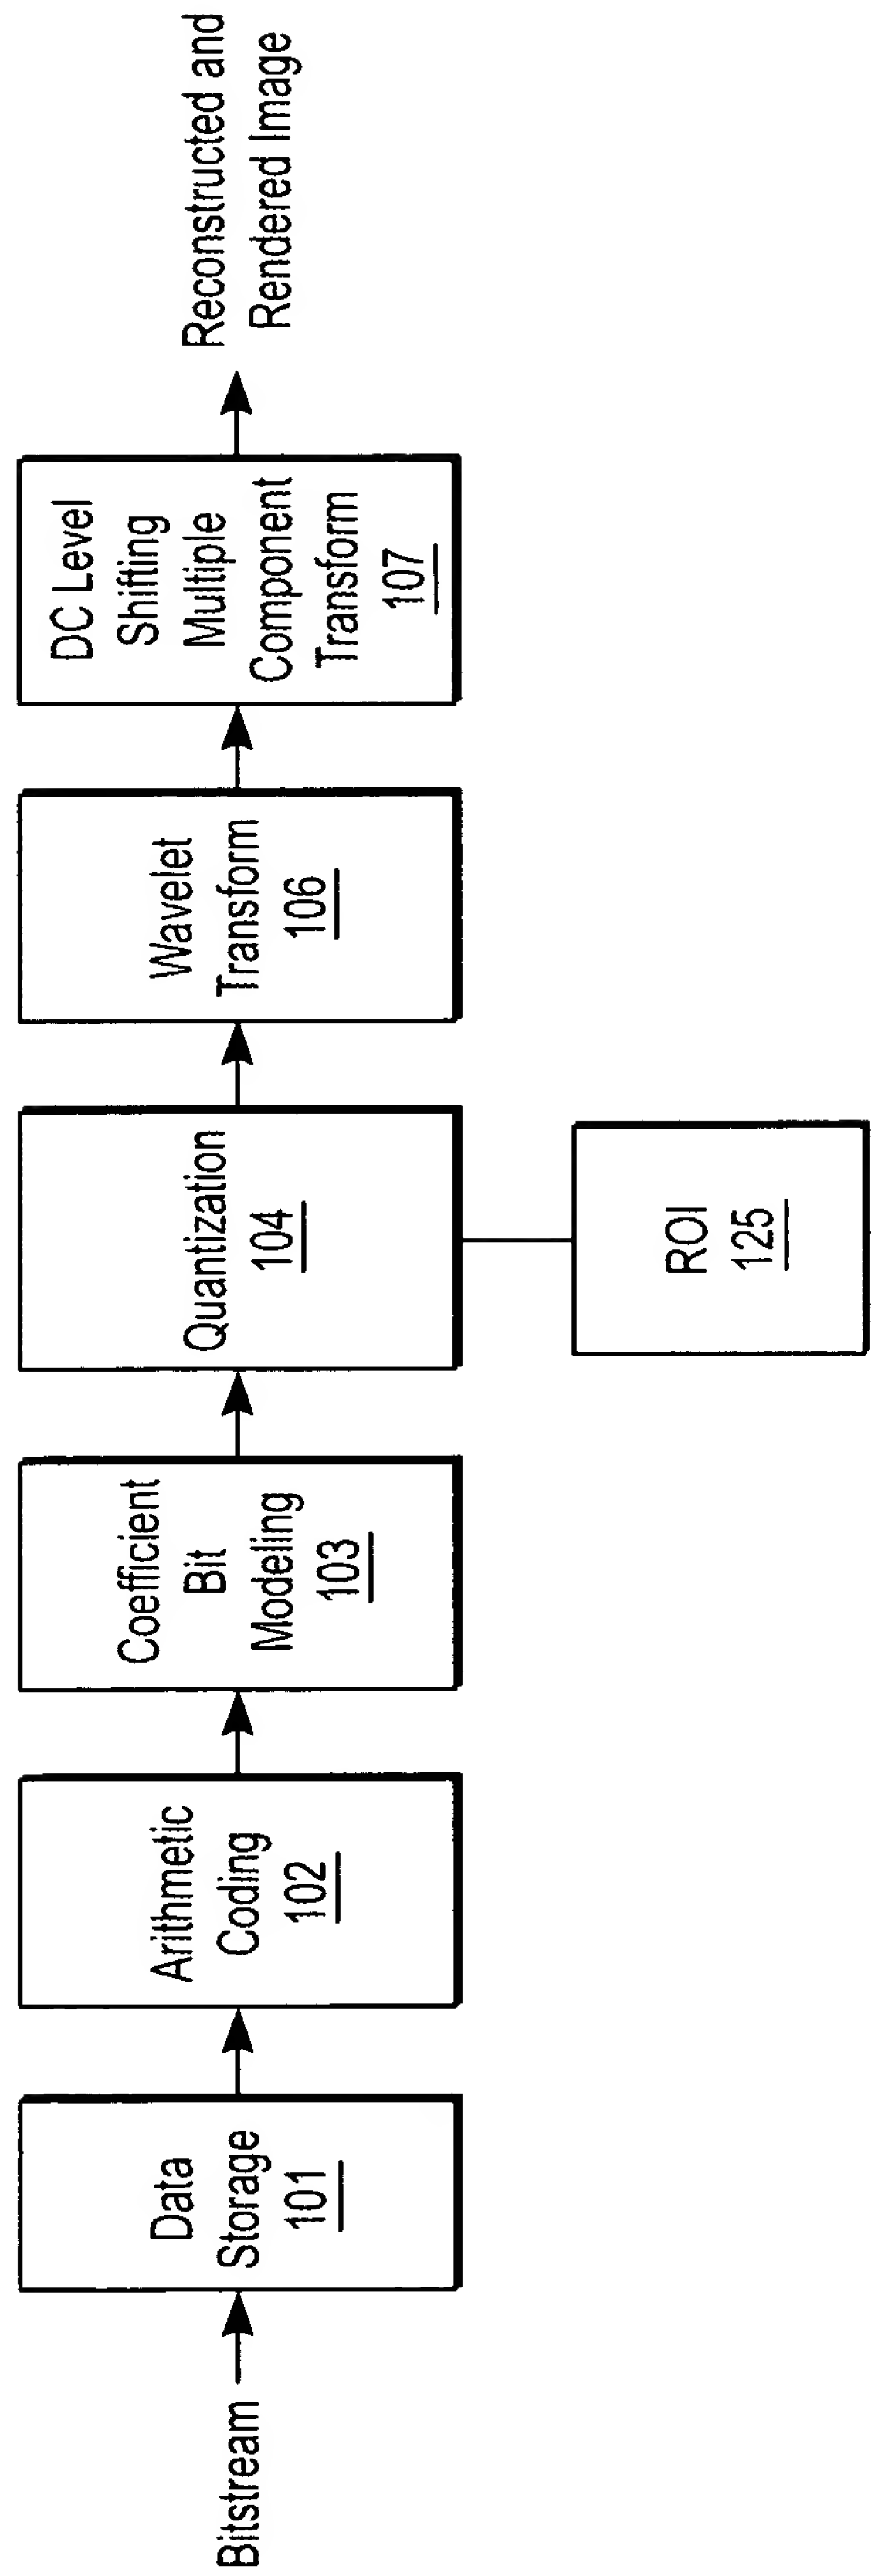 Bitstream
Data
Storage
101
Arithmetic
Coding
102
Coefficient
Bit
Modeling
103
Quantization
104
ROI
125
Wavelet
Transform
106
DC Level
Shifting
Multiple
Component
Transform
107
Reconstructed and
Rendered Image